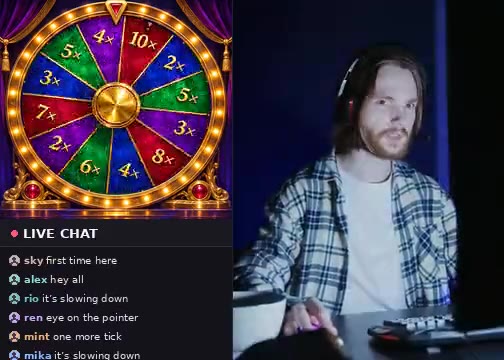 4×
10×
2×
5×
3×
8×
4×
6×
2×
7×
3×
5×
LIVE CHAT
sky first time here
alex hey all
rio it's slowing down
ren eye on the pointer
mint one more tick
mika it's slowing down